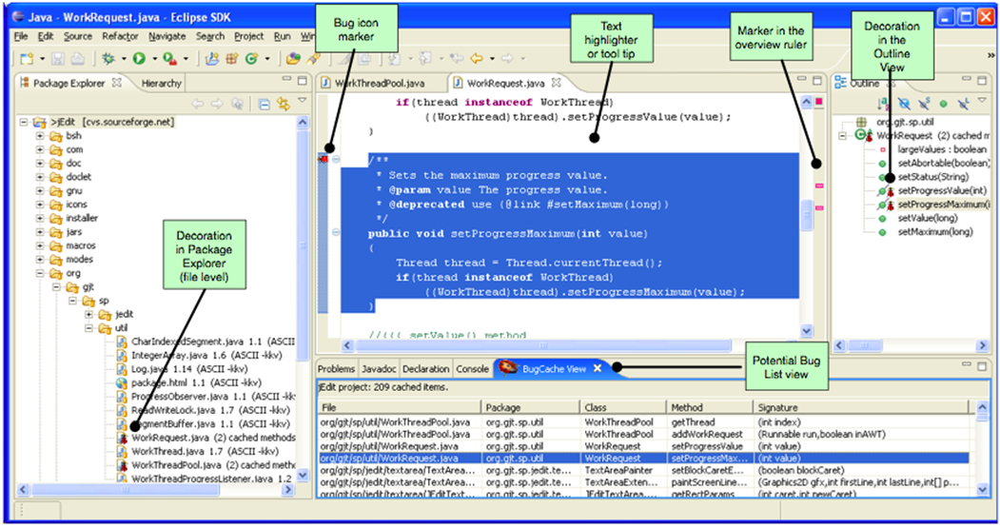 Java - WorkRequest.java - Eclipse SDK
File Edit Source Refactor Navigate Search Project Run
Bug icon
marker
Text
highlighter
or tool tip
Marker in the
overview ruler
Decoration
in the
Outline
View
Package Explorer Hierarchy
>jEdit [cvs.sourceforge.net]
bsh
com
doc
doclet
gnu
icons
installer
jars
macros
modes
org
gjt
sp
jedit
util
CharIndexedSegment.java 1.1 (ASCII
IntegerArray.java 1.6 (ASCII -kkv)
Log.java 1.14 (ASCII -kkv)
package.html 1.1 (ASCII -kkv)
ProgressObserver.java 1.1 (ASCII -kk
ReadWriteLock.java 1.7 (ASCII -kkv)
SegmentBuffer.java 1.1 (ASCII -kkv)
WorkRequest.java (2) cached methods
WorkThread.java 1.7 (ASCII -kkv)
WorkThreadPool.java (2) cached metho
WorkThreadProgressListener.java 1.2
Decoration
in Package
Explorer
(file level)
WorkThreadPool.java WorkRequest.java
if(thread instanceof WorkThread)
((WorkThread)thread).setProgressValue(value);
}
/**
* Sets the maximum progress value.
* @param value The progress value.
* @deprecated use {@link #setMaximum(long)}
*/
public void setProgressMaximum(int value)
{
Thread thread = Thread.currentThread();
if(thread instanceof WorkThread)
((WorkThread)thread).setProgressMaximum(value);
}
//{{{ setValue() method
Outline
org.gjt.sp.util
WorkRequest (2) cached m
largeValues : boolean
setAbortable(boolean)
setStatus(String)
setProgressValue(int)
setProgressMaximum(i
setValue(long)
setMaximum(long)
Potential Bug
List view
Problems Javadoc Declaration Console BugCache View
jEdit project: 209 cached items.
File Package Class Method Signature
org/gjt/sp/util/WorkThreadPool.java org.gjt.sp.util WorkThreadPool getThread (int index)
org/gjt/sp/util/WorkThreadPool.java org.gjt.sp.util WorkThreadPool addWorkRequest (Runnable run,boolean inAWT)
org/gjt/sp/util/WorkRequest.java org.gjt.sp.util WorkRequest setProgressValue (int value)
org/gjt/sp/util/WorkRequest.java org.gjt.sp.util WorkRequest setProgressMax... (int value)
org/gjt/sp/jedit/textarea/TextArea... org.gjt.sp.jedit.te... TextAreaPainter setBlockCaretE... (boolean blockCaret)
org/gjt/sp/jedit/textarea/TextArea... org.gjt.sp.jedit.te... TextAreaExten... paintScreenLine... (Graphics2D gfx,int firstLine,int lastLine,int[] p...
org/gjt/sp/jedit/textarea/JEditText... org.gjt.sp.jedit.te... JEditTextArea... getRectParams (int caret,int newCaret)